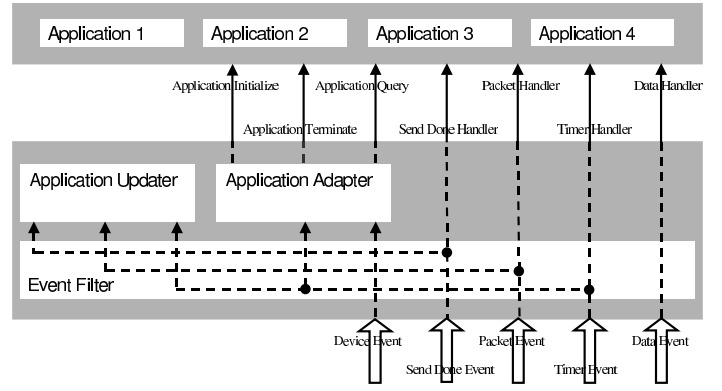 Application 1
Application 2
Application 3
Application 4
Application Initialize
Application Query
Packet Handler
Data Handler
Application Terminate
Send Done Handler
Timer Handler
Application Updater
Application Adapter
Event Filter
Device Event
Packet Event
Data Event
Send Done Event
Timer Event